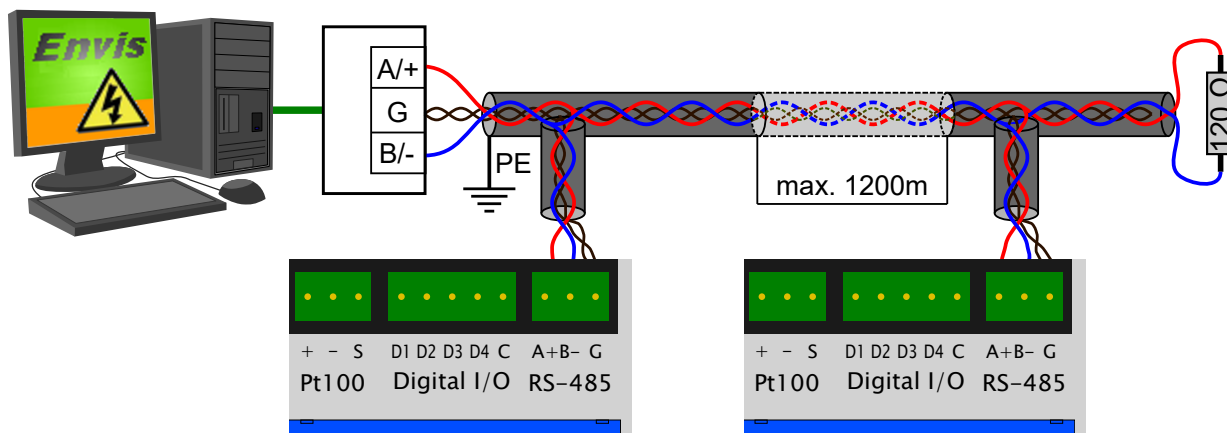 Envis
A/+
G
B/-
PE
max. 1200m
120 Ω
+ - S D1 D2 D3 D4 C A+B- G
Pt100 Digital I/O RS-485
+ - S D1 D2 D3 D4 C A+B- G
Pt100 Digital I/O RS-485